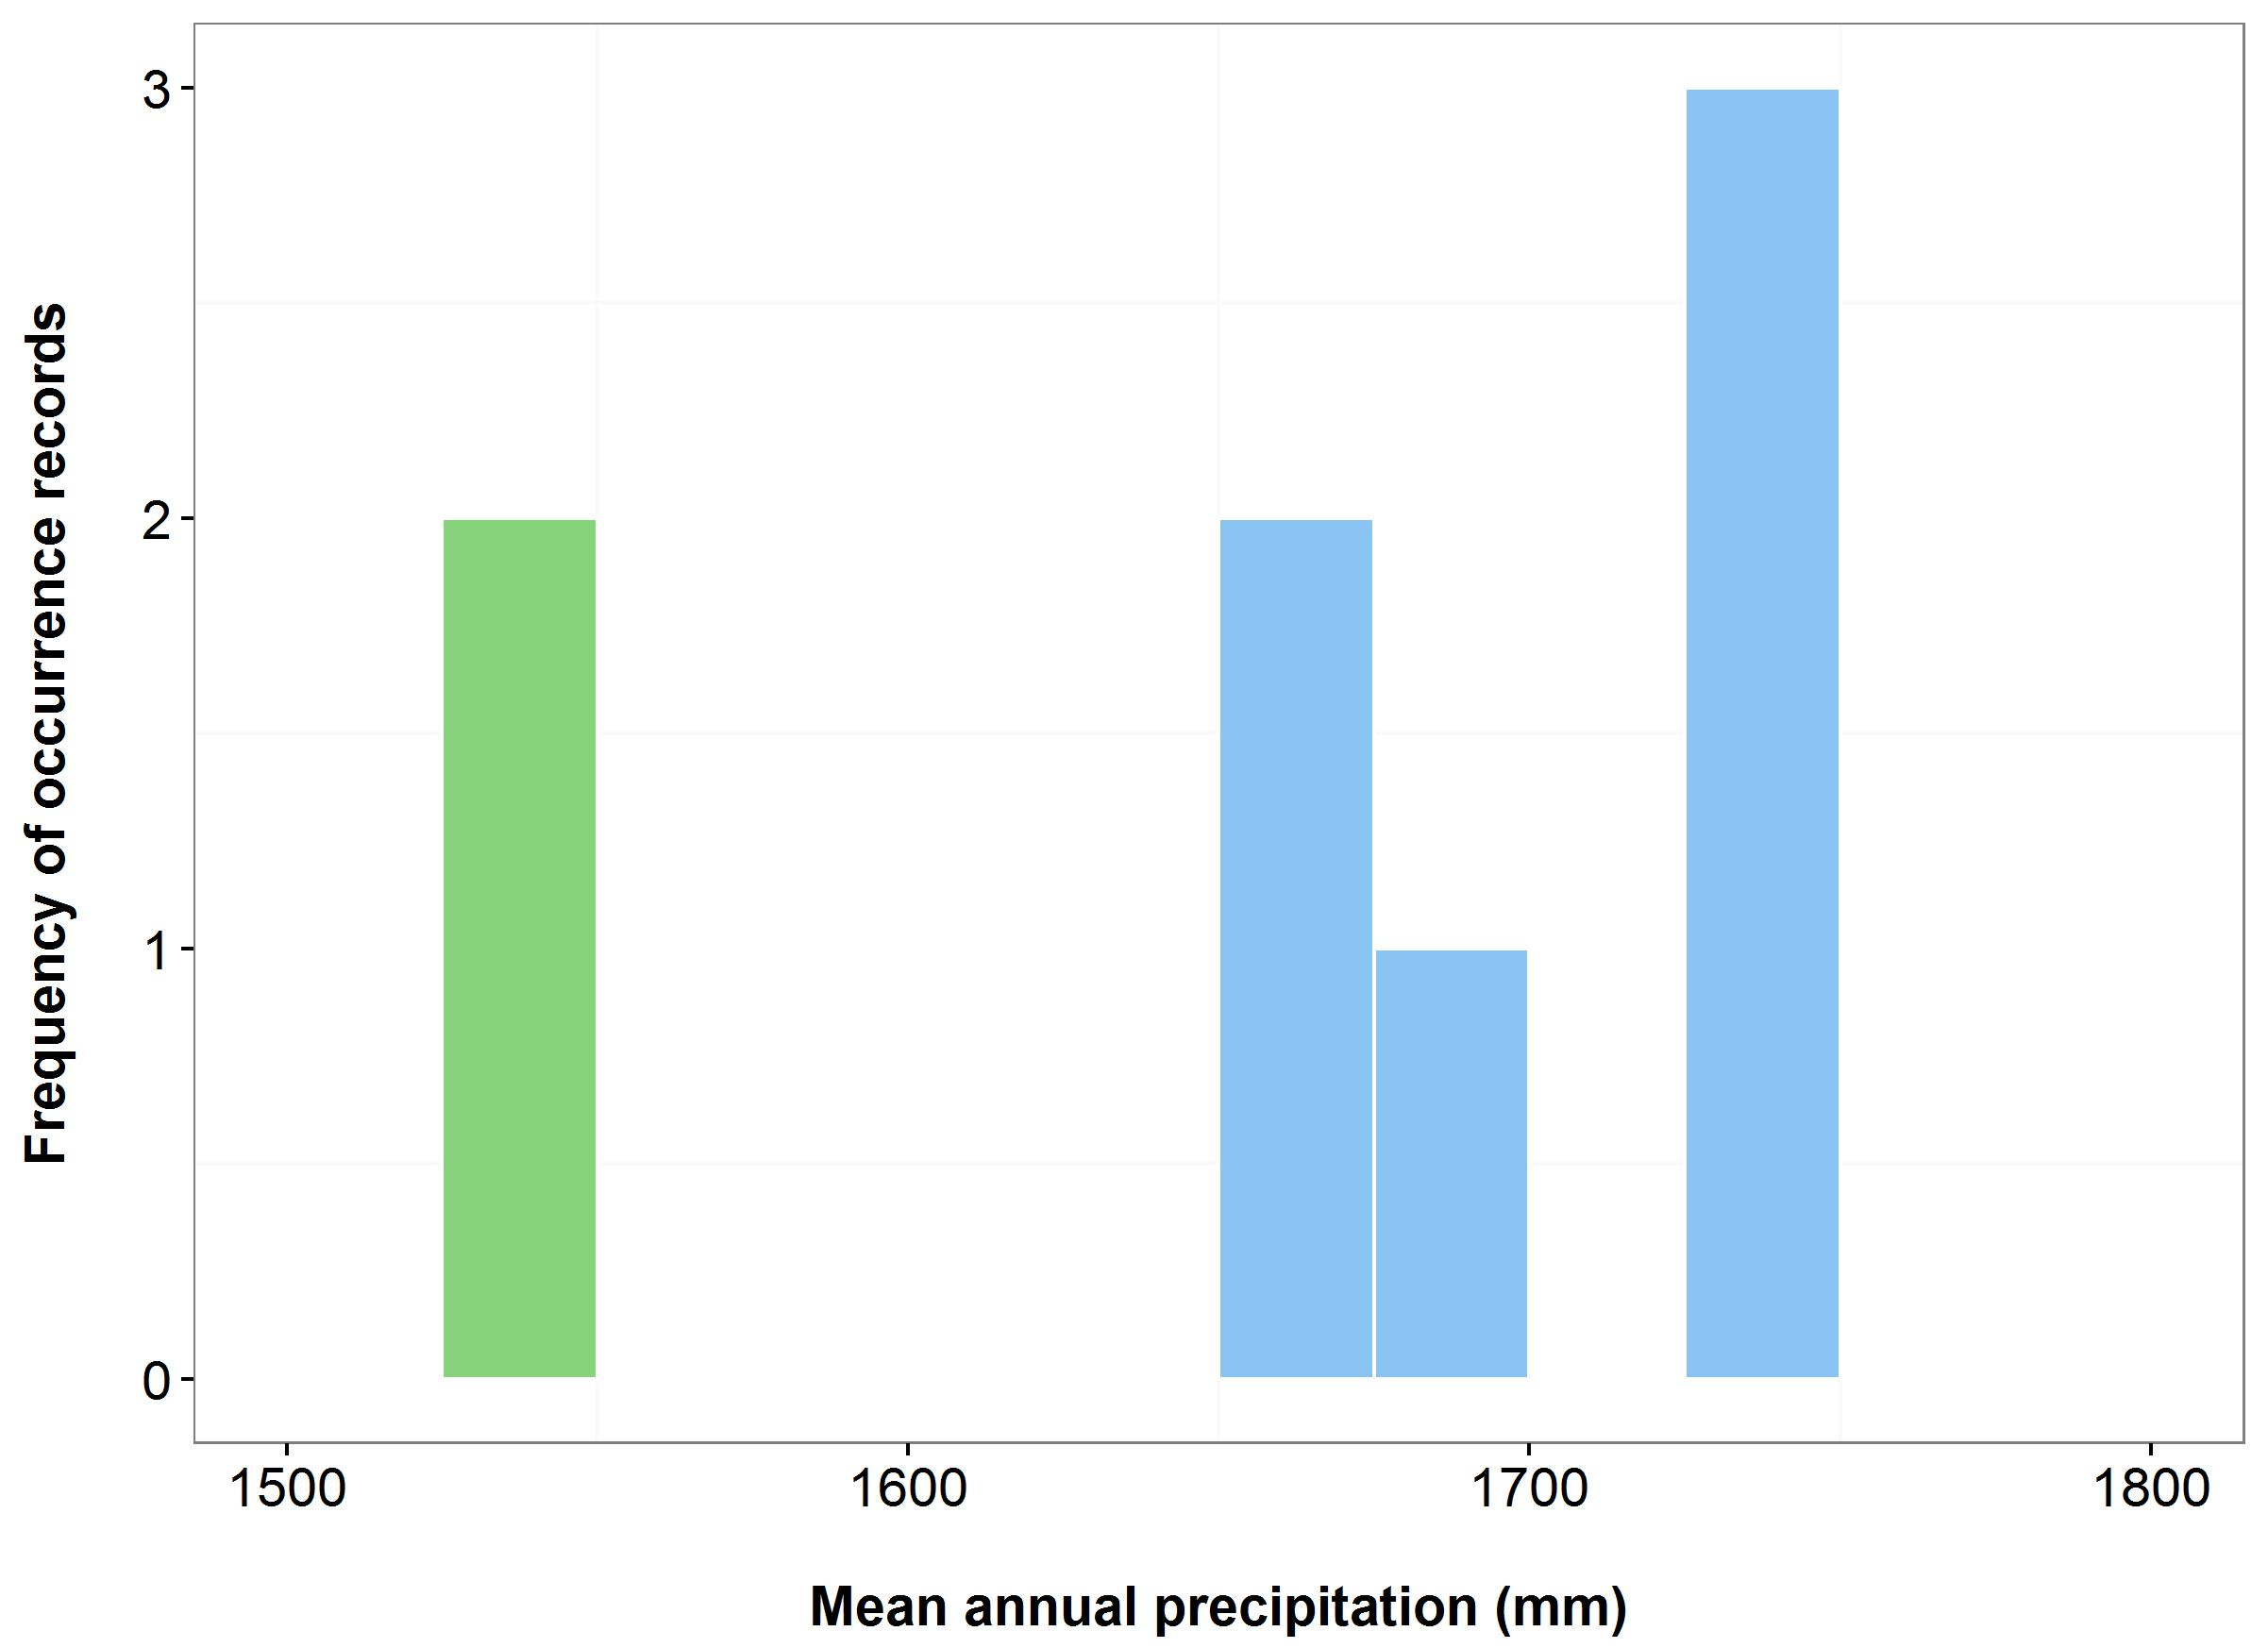 Frequency of occurrence records
3
2
1
0
1500 1600 1700 1800
Mean annual precipitation (mm)